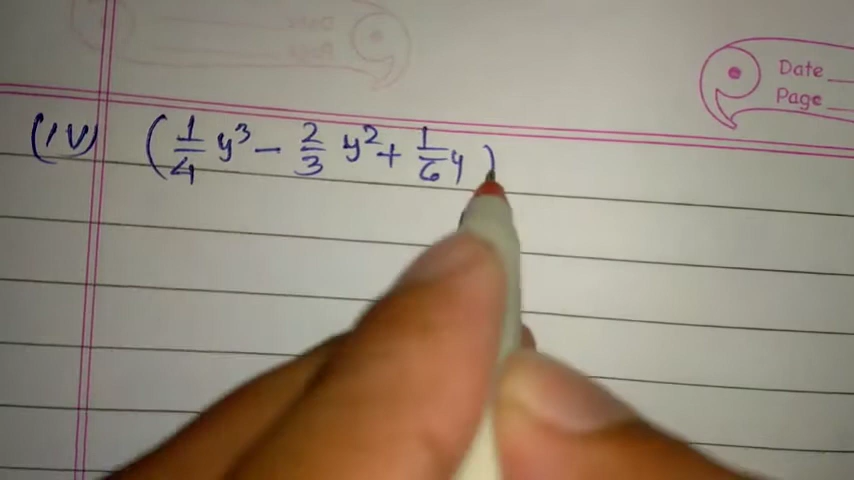 Date
Page
(iv) (1/4 y³ - 2/3 y² + 1/6 y)